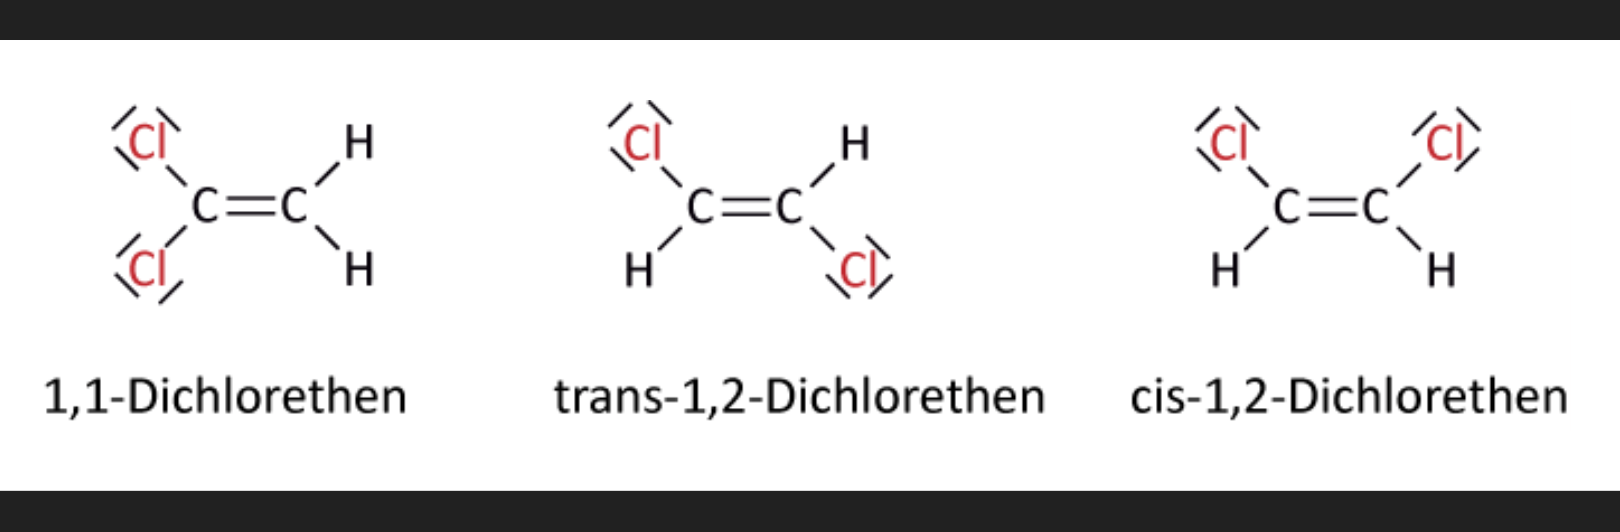 Cl H Cl H Cl Cl
C=C C=C C=C
Cl H H Cl H H
1,1-Dichlorethen trans-1,2-Dichlorethen cis-1,2-Dichlorethen